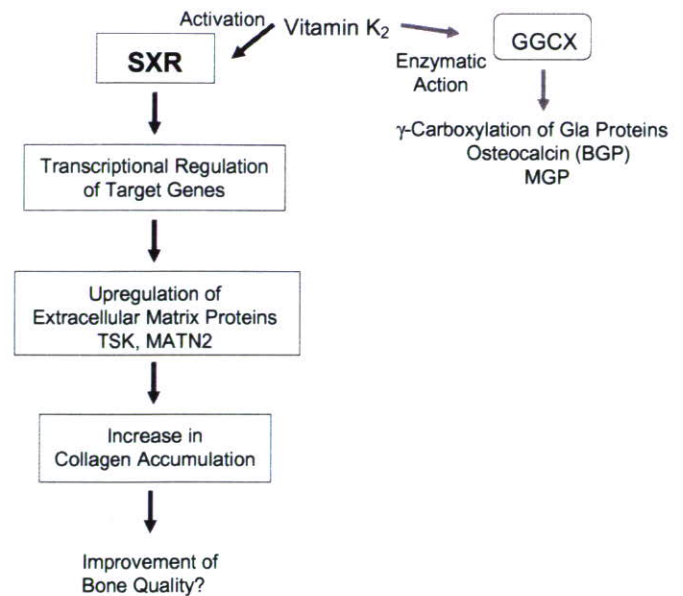 Activation
Vitamin K₂
SXR
GGCX
Enzymatic
Action
γ-Carboxylation of Gla Proteins
Osteocalcin (BGP)
MGP
Transcriptional Regulation
of Target Genes
Upregulation of
Extracellular Matrix Proteins
TSK, MATN2
Increase in
Collagen Accumulation
Improvement of
Bone Quality?